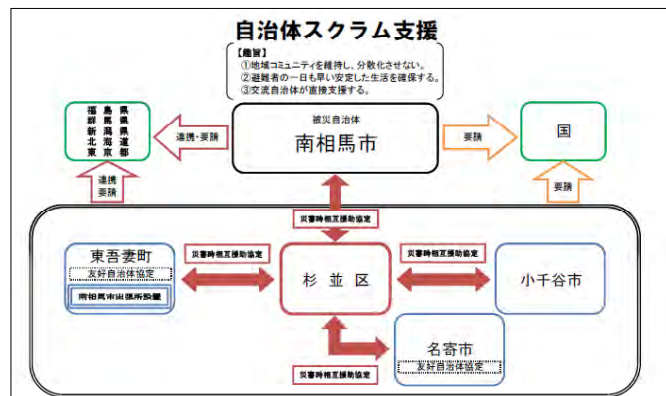 自治体スクラム支援
【趣旨】
①地域コミュニティを維持し、分散化させない。
②避難者の一日も早い安定した生活を確保する。
③交流自治体が直接支援する。
福島県
群馬県
新潟県
北海道
東京都
連携・要請
被災自治体
南相馬市
要請
国
連携
要請
要請
災害時相互援助協定
東吾妻町
友好自治体協定
南相馬市出張所設置
災害時相互援助協定
杉並区
災害時相互援助協定
小千谷市
名寄市
友好自治体協定
災害時相互援助協定